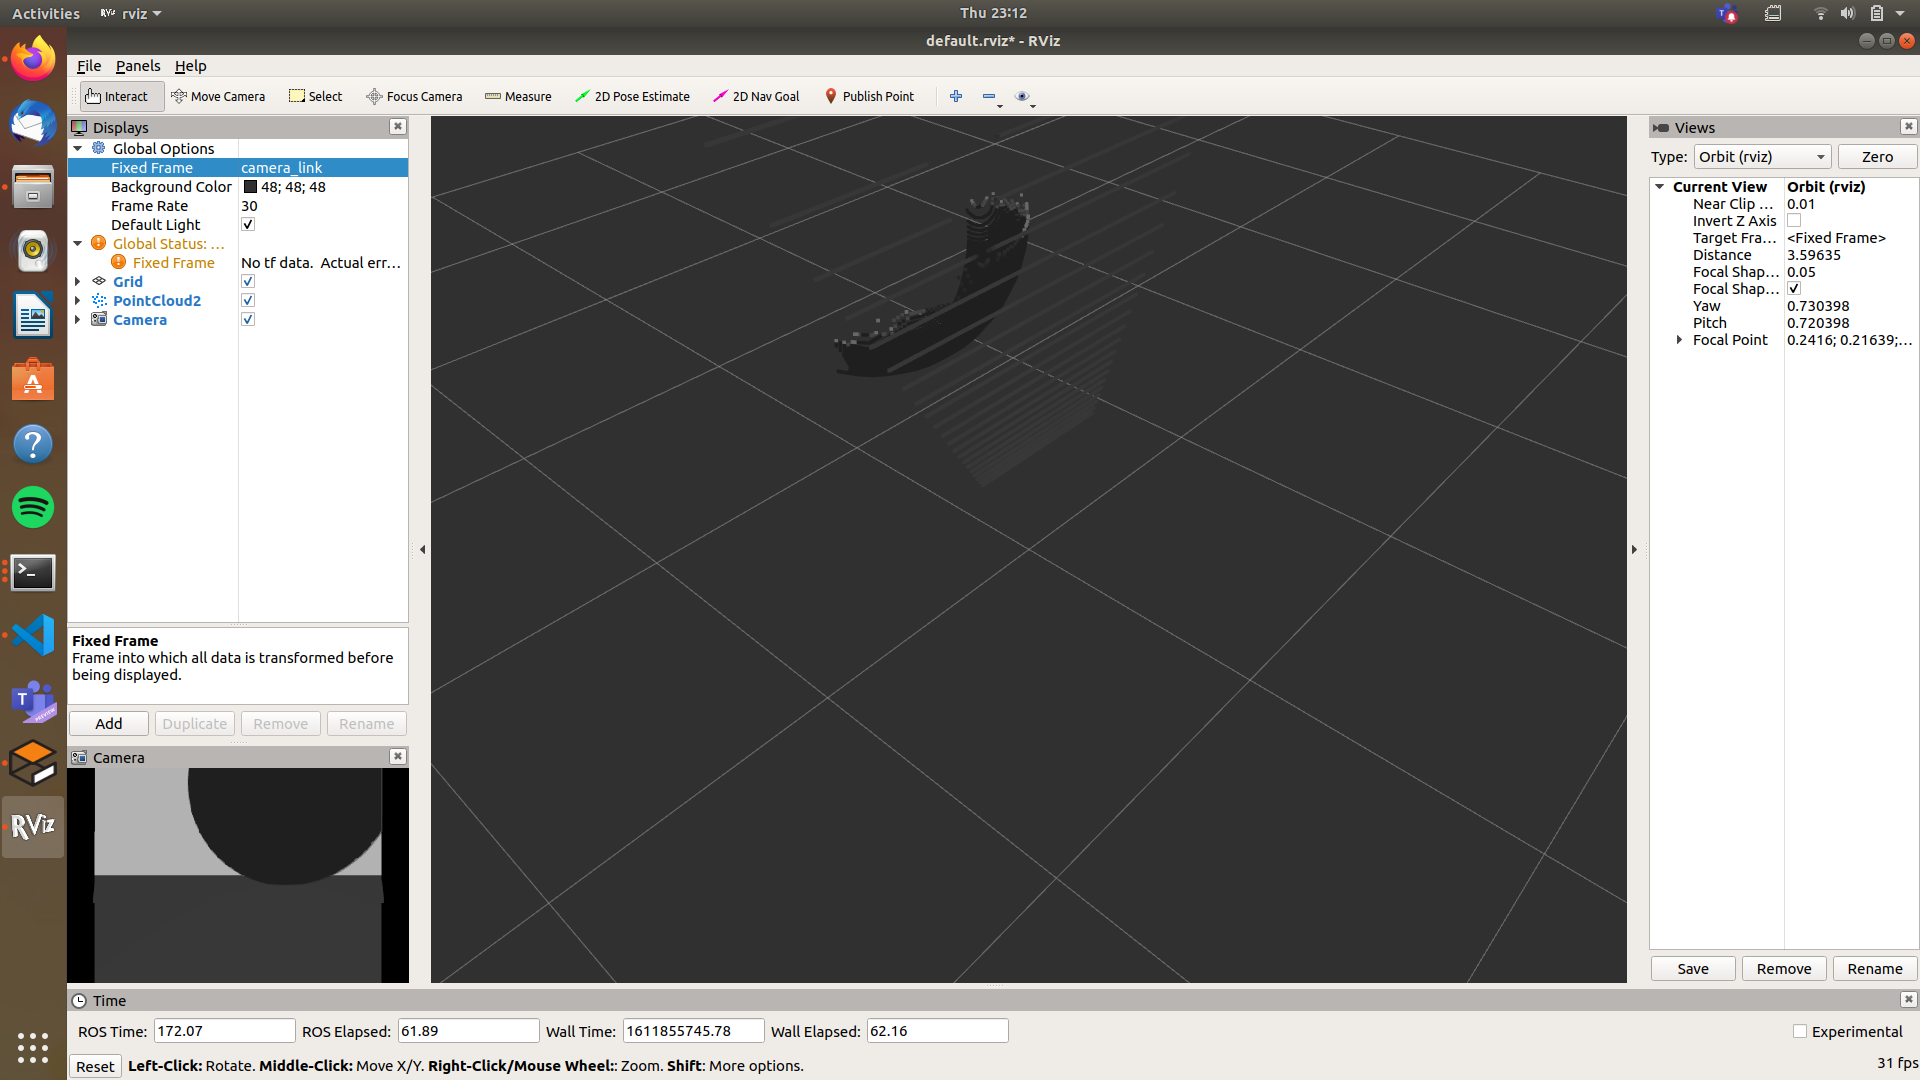 Activities RViz rviz Thu 23:12
default.rviz* - RViz
File Panels Help
Interact Move Camera Select Focus Camera Measure 2D Pose Estimate 2D Nav Goal Publish Point
Displays
Global Options
Fixed Frame camera_link
Background Color 48; 48; 48
Frame Rate 30
Default Light
Global Status: ...
Fixed Frame No tf data. Actual err...
Grid
PointCloud2
Camera
Fixed Frame
Frame into which all data is transformed before
being displayed.
Add Duplicate Remove Rename
Camera
Views
Type: Orbit (rviz) Zero
Current View Orbit (rviz)
Near Clip ... 0.01
Invert Z Axis
Target Fra... <Fixed Frame>
Distance 3.59635
Focal Shap... 0.05
Focal Shap...
Yaw 0.730398
Pitch 0.720398
Focal Point 0.2416; 0.21639;...
Save Remove Rename
T
PREVIEW
RViz
Time
ROS Time: 172.07 ROS Elapsed: 61.89 Wall Time: 1611855745.78 Wall Elapsed: 62.16 Experimental
Reset Left-Click: Rotate. Middle-Click: Move X/Y. Right-Click/Mouse Wheel:: Zoom. Shift: More options. 31 fps